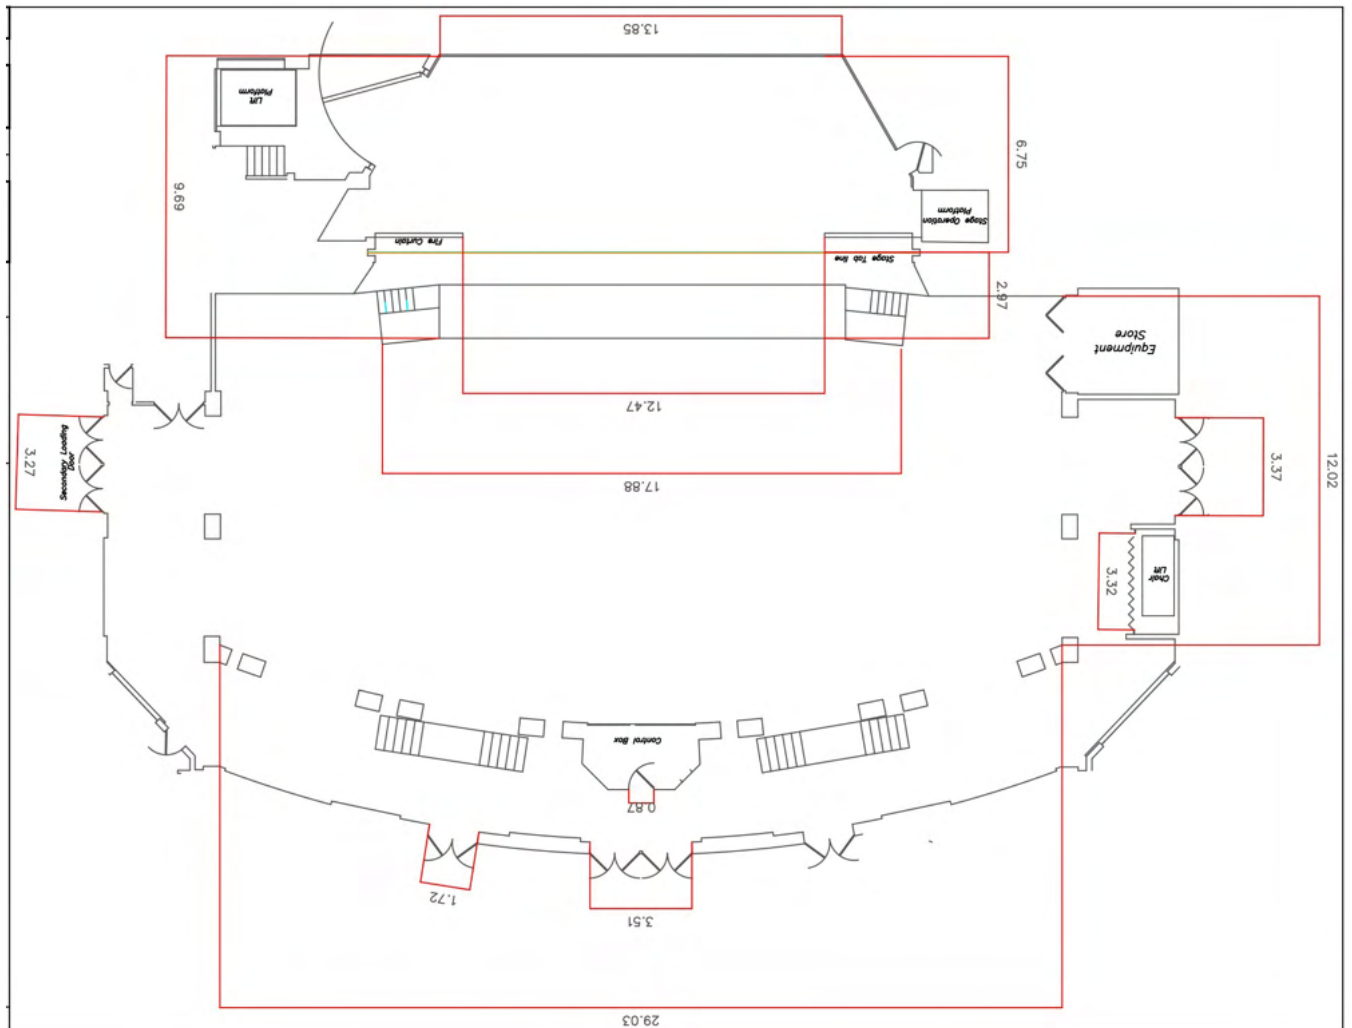 13.85
Lift
Platform
6.75
9.69
Stage Operation
Platform
Fire Curtain
Stage Tab line
2.97
Equipment
Store
12.47
3.27
Secondary Loading
Door
17.88
3.37
12.02
3.32
Chair
Lift
Control Box
0.87
1.72
3.51
29.03